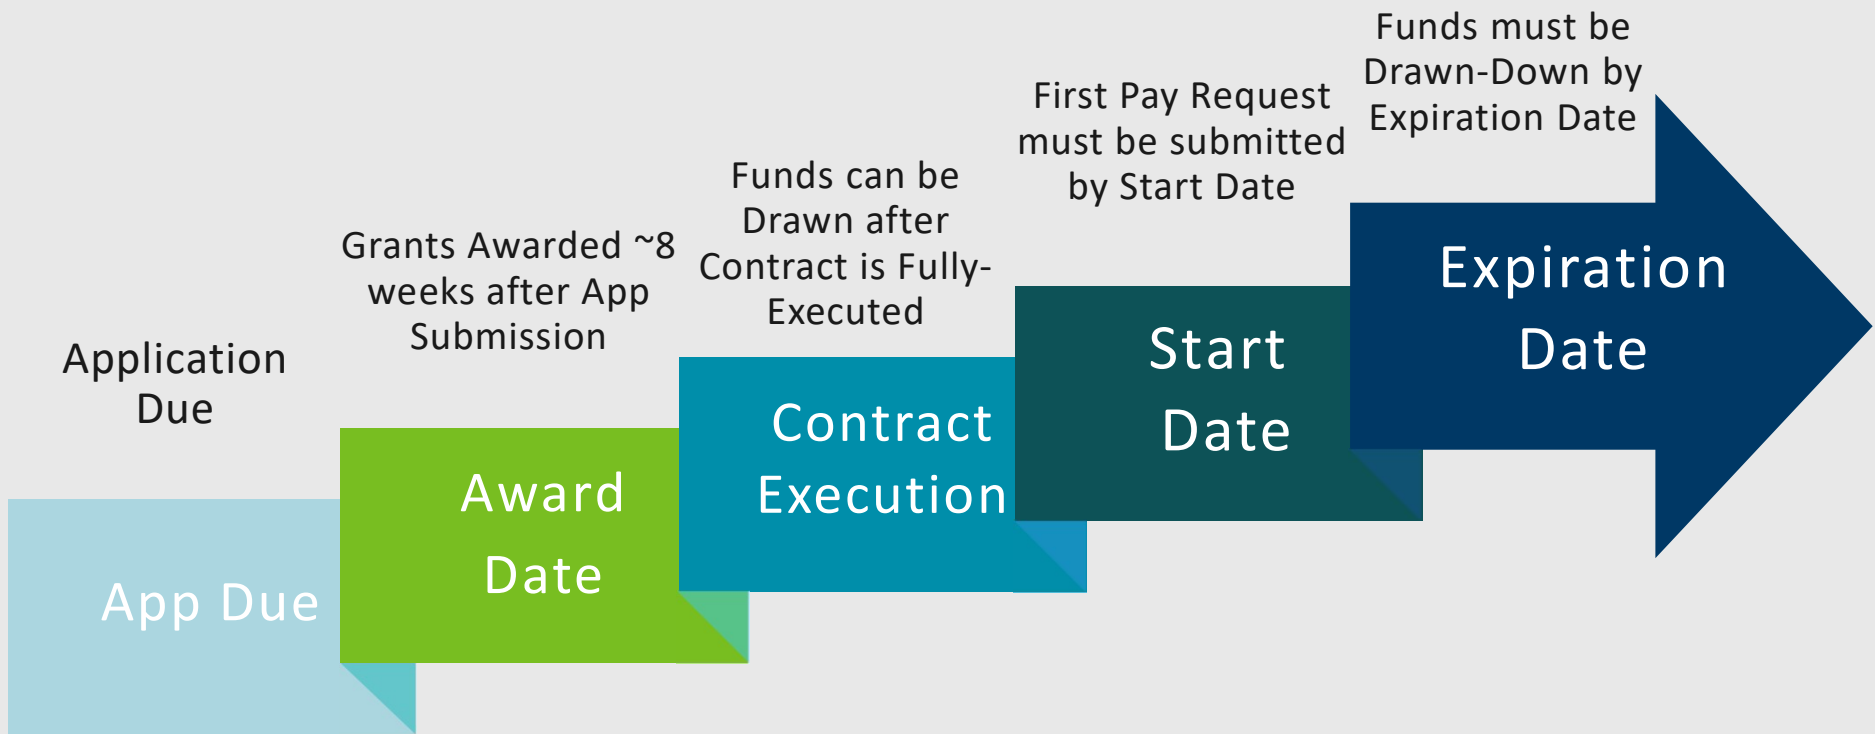 Application
Due
App Due
Grants Awarded ~8
weeks after App
Submission
Award
Date
Funds can be
Drawn after
Contract is Fully-
Executed
Contract
Execution
First Pay Request
must be submitted
by Start Date
Start
Date
Funds must be
Drawn-Down by
Expiration Date
Expiration
Date